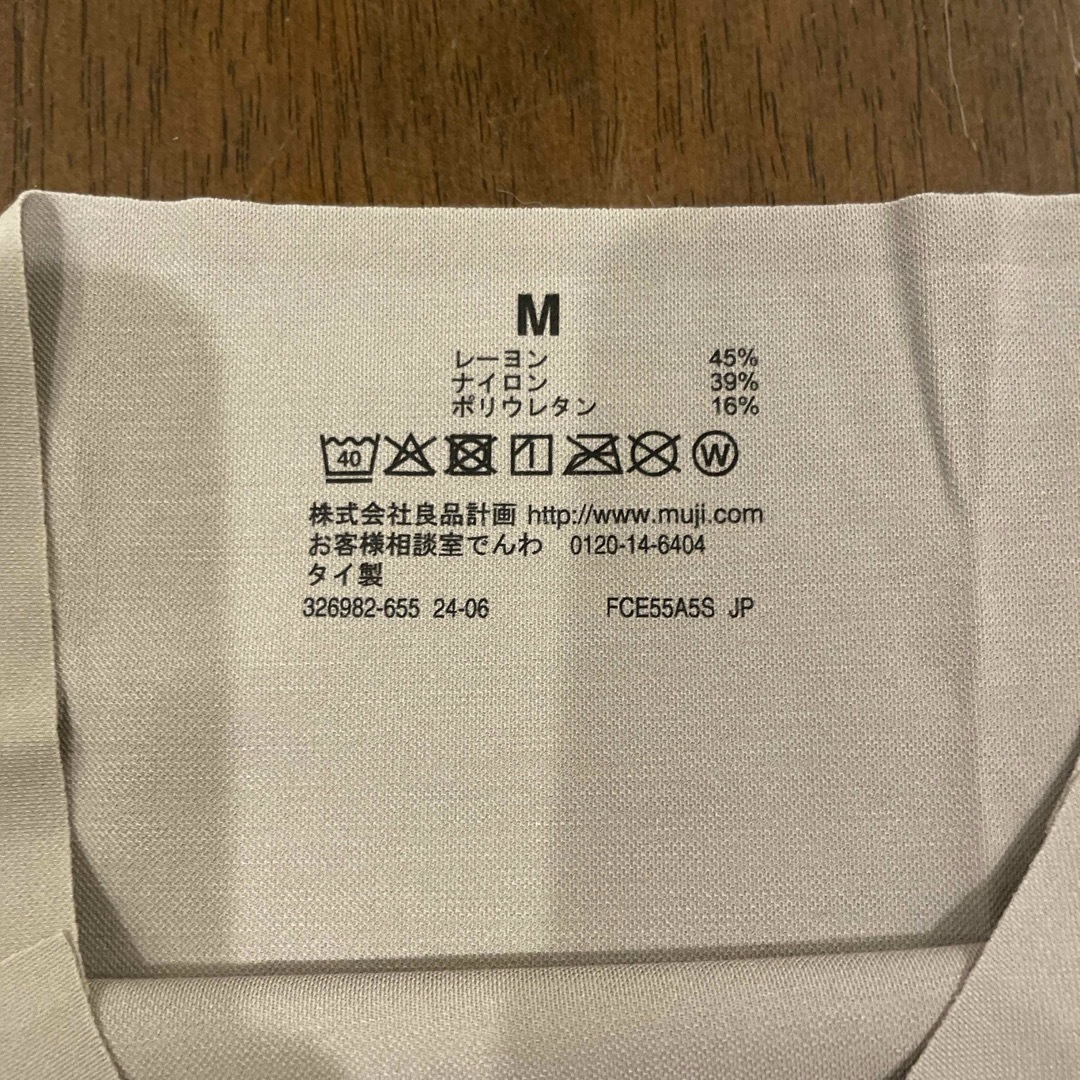 M
レーヨン 45%
ナイロン 39%
ポリウレタン 16%
40 W
株式会社良品計画 http://www.muji.com
お客様相談室でんわ 0120-14-6404
タイ製
326982-655 24-06 FCE55A5S JP